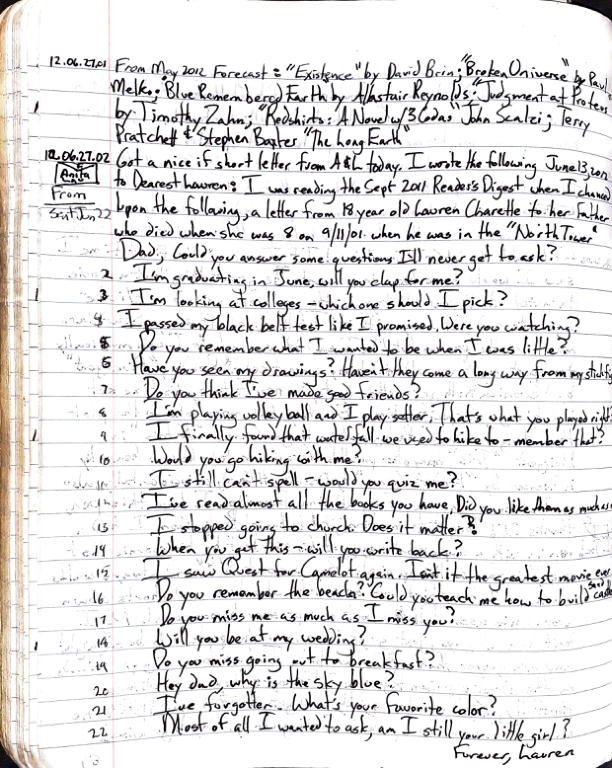 12.06.27.01 From May 2012 Forecast: "Existence" by David Brin; "Broken Universe" by Paul
Melko; Blue Remembered Earth by Alastair Reynolds; "Judgment at Proteus"
by Timothy Zahn; "Redshirts: A Novel w/3 Codas" John Scalzi; Terry
Pratchett & Stephen Baxter "The Long Earth"
12.06.27.02 Got a nice if short letter from A&L today. I wrote the following June 13, 2012
Anita
From
Sent Jun 22
to Dearest Lauren: I was reading the Sept 2011 Reader's Digest when I chanced
upon the following, a letter from 18 year old Lauren Charette to her father
who died when she was 8 on 9/11/01 when he was in the "North Tower"
Dad, Could you answer some questions I'll never get to ask?
2 I'm graduating in June, will you clap for me?
3 I'm looking at colleges - which one should I pick?
4 I passed my black belt test like I promised. Were you watching?
5 Do you remember what I wanted to be when I was little?
6 Have you seen my drawings? Haven't they come a long way from my stickfig
7 Do you think I've made good friends?
8 I'm playing volleyball and I play setter. That's what you played right?
9 I finally found that waterfall we used to hike to - member that?
10 Would you go hiking with me?
11 I still can't spell - would you quiz me?
12 I've read almost all the books you have. Did you like them as much as
13 I stopped going to church. Does it matter?
14 When you get this - will you write back?
15 I saw Quest for Camelot again. Isn't it the greatest movie ever
16 Do you remember the beach? Could you teach me how to build sand castles
17 Do you miss me as much as I miss you?
18 Will you be at my wedding?
19 Do you miss going out to breakfast?
20 Hey dad, why is the sky blue?
21 I've forgotten. What's your favorite color?
22 Most of all I wanted to ask, am I still your little girl?
Forever, Lauren